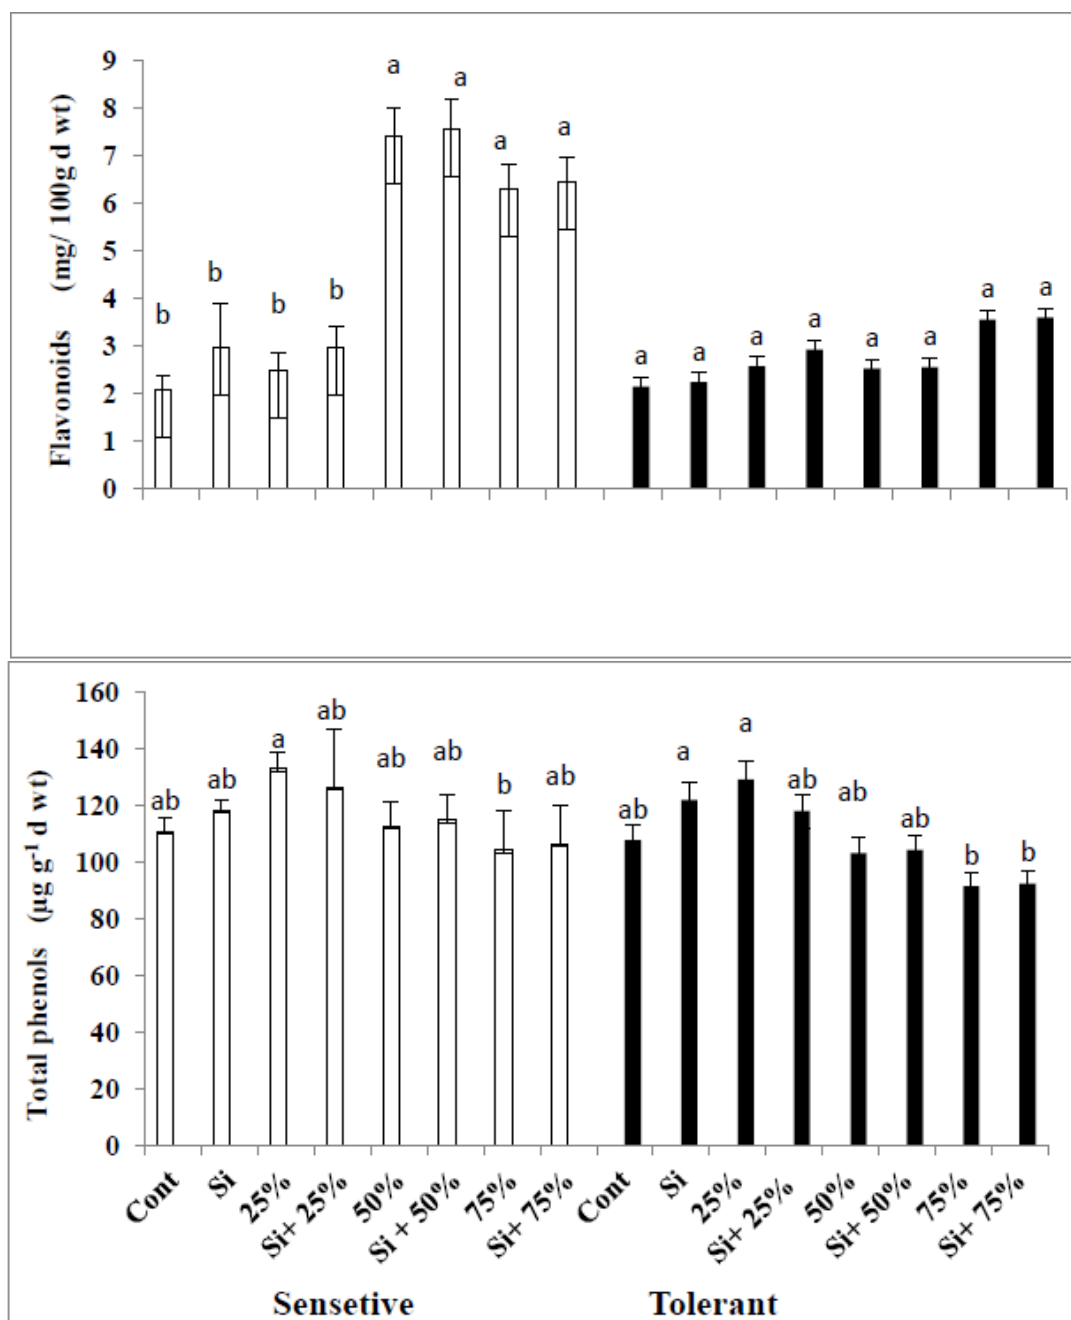 Flavonoids (mg/ 100g d wt)
9
8
7
6
5
4
3
2
1
0
b
b
b
b
a
a
a
a
a
a
a
a
a
a
a
a
Total phenols (µg g⁻¹ d wt)
160
140
120
100
80
60
40
20
0
ab
ab
a
ab
ab
ab
b
ab
ab
a
a
ab
ab
ab
b
b
Cont
Si
25%
Si+ 25%
50%
Si + 50%
75%
Si+ 75%
Cont
Si
25%
Si+ 25%
50%
Si+ 50%
75%
Si+ 75%
Sensetive
Tolerant